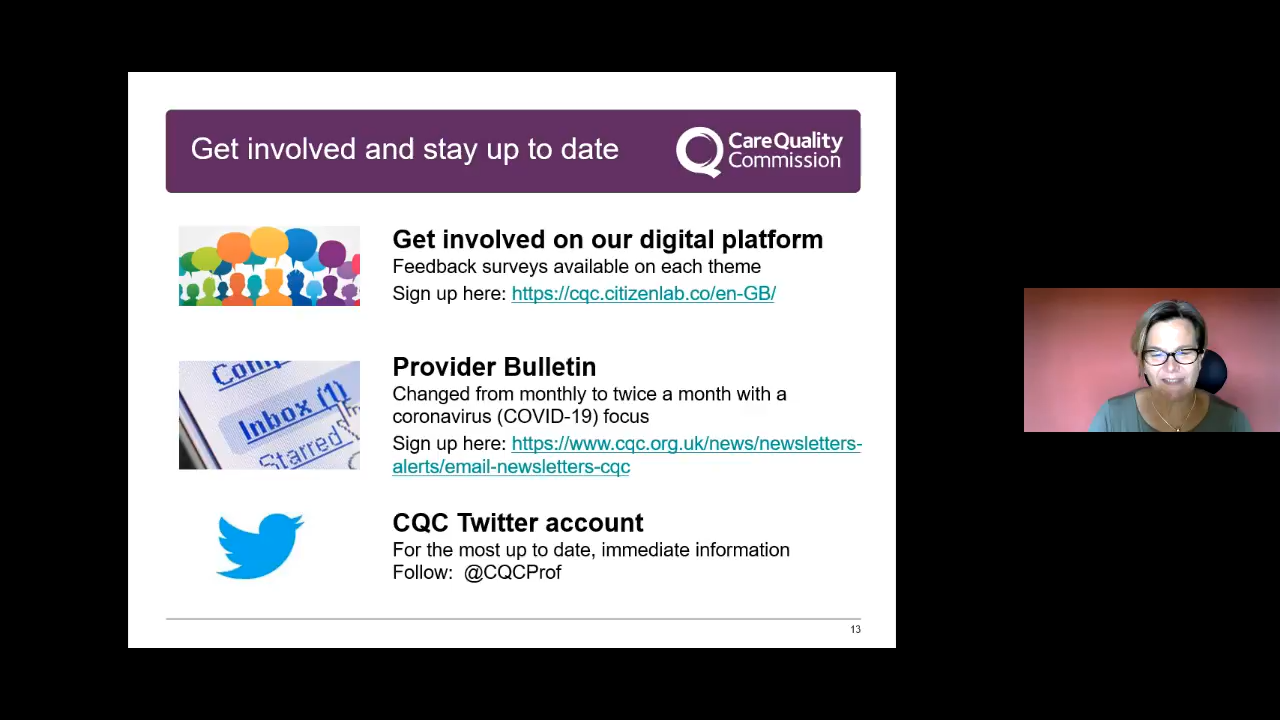 Get involved and stay up to date
CareQuality
Commission
Get involved on our digital platform
Feedback surveys available on each theme
Sign up here: https://cqc.citizenlab.co/en-GB/
Provider Bulletin
Changed from monthly to twice a month with a
coronavirus (COVID-19) focus
Sign up here: https://www.cqc.org.uk/news/newsletters-
alerts/email-newsletters-cqc
Inbox (1)
Starred
CQC Twitter account
For the most up to date, immediate information
Follow: @CQCProf
13